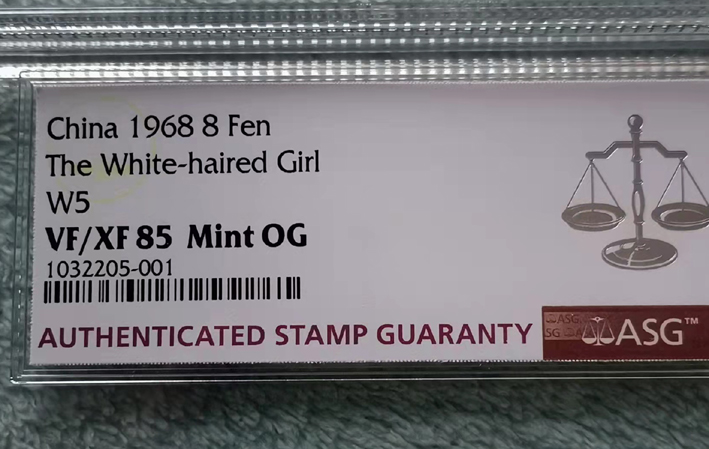 China 1968 8 Fen
The White-haired Girl
W5
VF/XF 85 Mint OG
1032205-001
AUTHENTICATED STAMP GUARANTY
ASG™